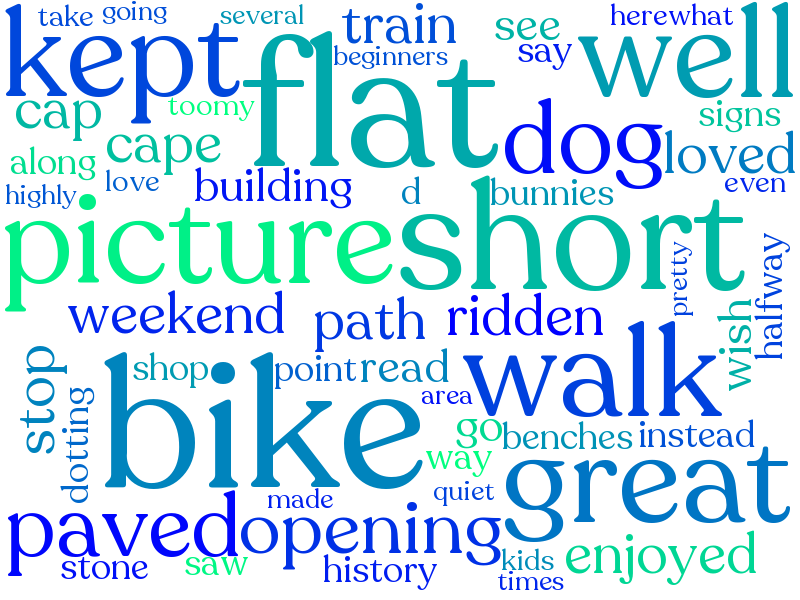 take going several train see herewhat
kept flat beginners say well
cap toomy dog signs
along cape loved
highly love building d bunnies even
picture short pretty halfway
weekend path ridden wish
stop shop point read walk
dotting bike area
go benches instead
way
made quiet great
paved opening
stone saw history kids enjoyed
times